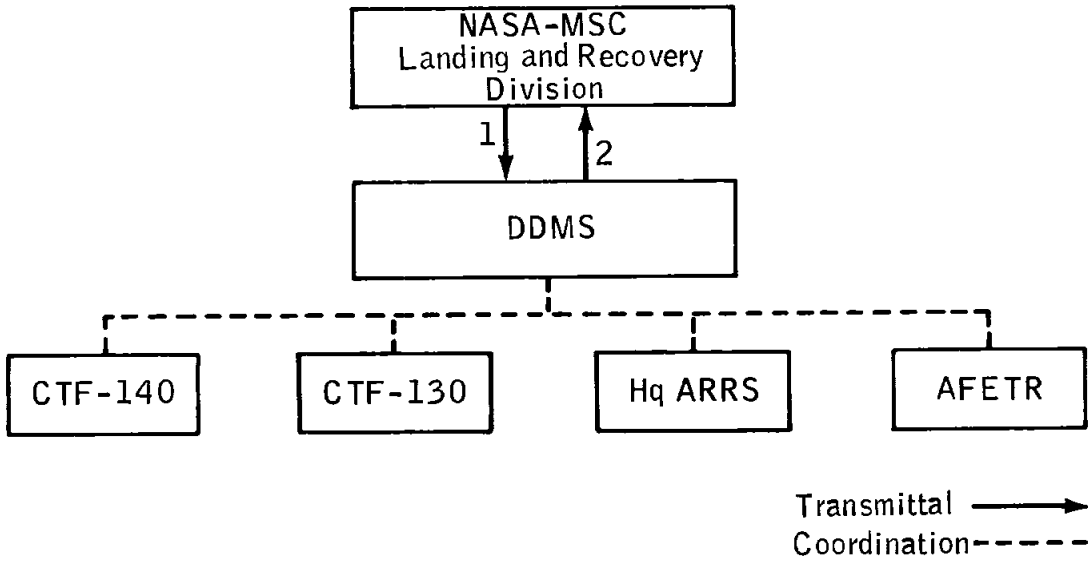 NASA-MSC
Landing and Recovery
Division
1
2
DDMS
CTF-140
CTF-130
Hq ARRS
AFETR
Transmittal
Coordination